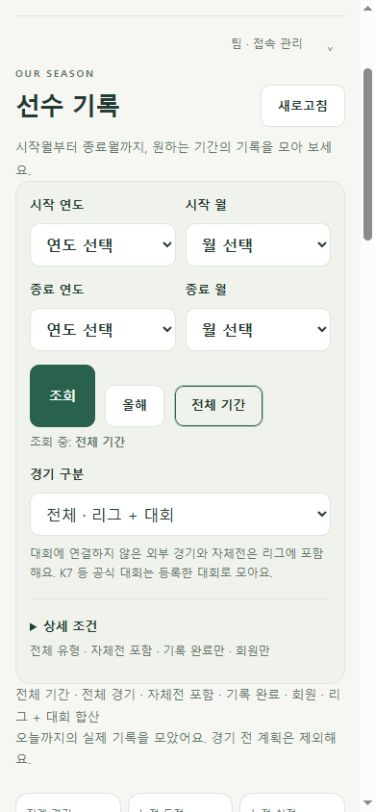 팀 · 접속 관리
OUR SEASON
선수 기록
새로고침
시작월부터 종료월까지, 원하는 기간의 기록을 모아 보세
요.
시작 연도 시작 월
연도 선택 월 선택
종료 연도 종료 월
연도 선택 월 선택
조회 올해 전체 기간
조회 중: 전체 기간
경기 구분
전체 · 리그 + 대회
대회에 연결하지 않은 외부 경기와 자체전은 리그에 포함
해요. K7 등 공식 대회는 등록한 대회로 모아요.
▶ 상세 조건
전체 유형 · 자체전 포함 · 기록 완료만 · 회원만
전체 기간 · 전체 경기 · 자체전 포함 · 기록 완료 · 회원 · 리
그 + 대회 합산
오늘까지의 실제 기록을 모았어요. 경기 전 계획은 제외해
요.